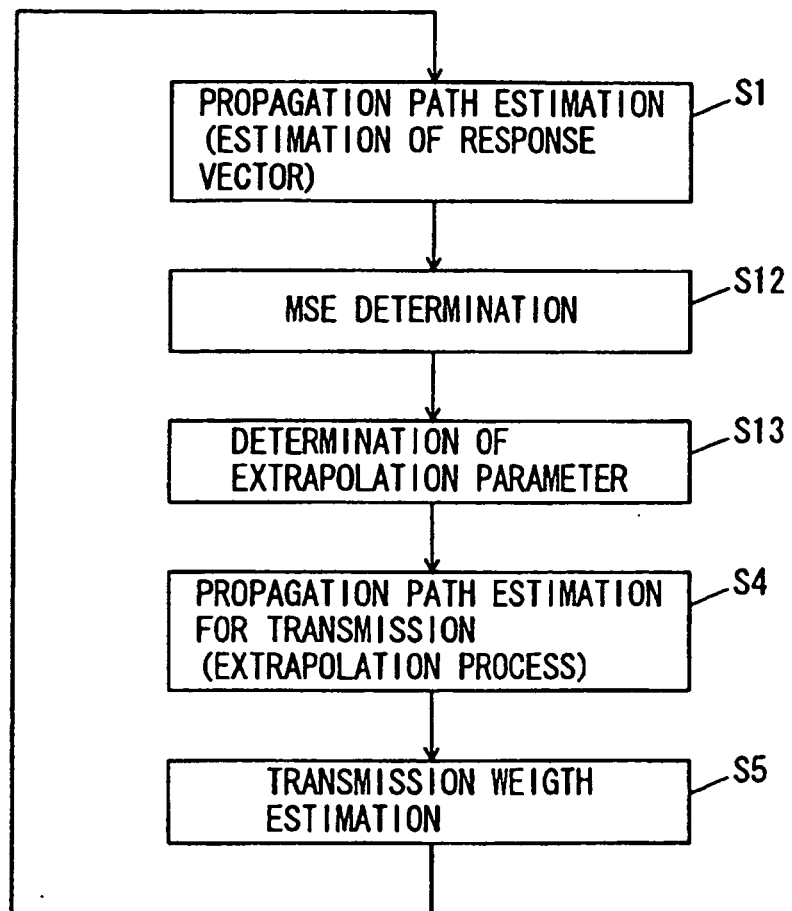 PROPAGATION PATH ESTIMATION
(ESTIMATION OF RESPONSE
VECTOR)
S1
MSE DETERMINATION
S12
DETERMINATION OF
EXTRAPOLATION PARAMETER
S13
PROPAGATION PATH ESTIMATION
FOR TRANSMISSION
(EXTRAPOLATION PROCESS)
S4
TRANSMISSION WEIGTH
ESTIMATION
S5